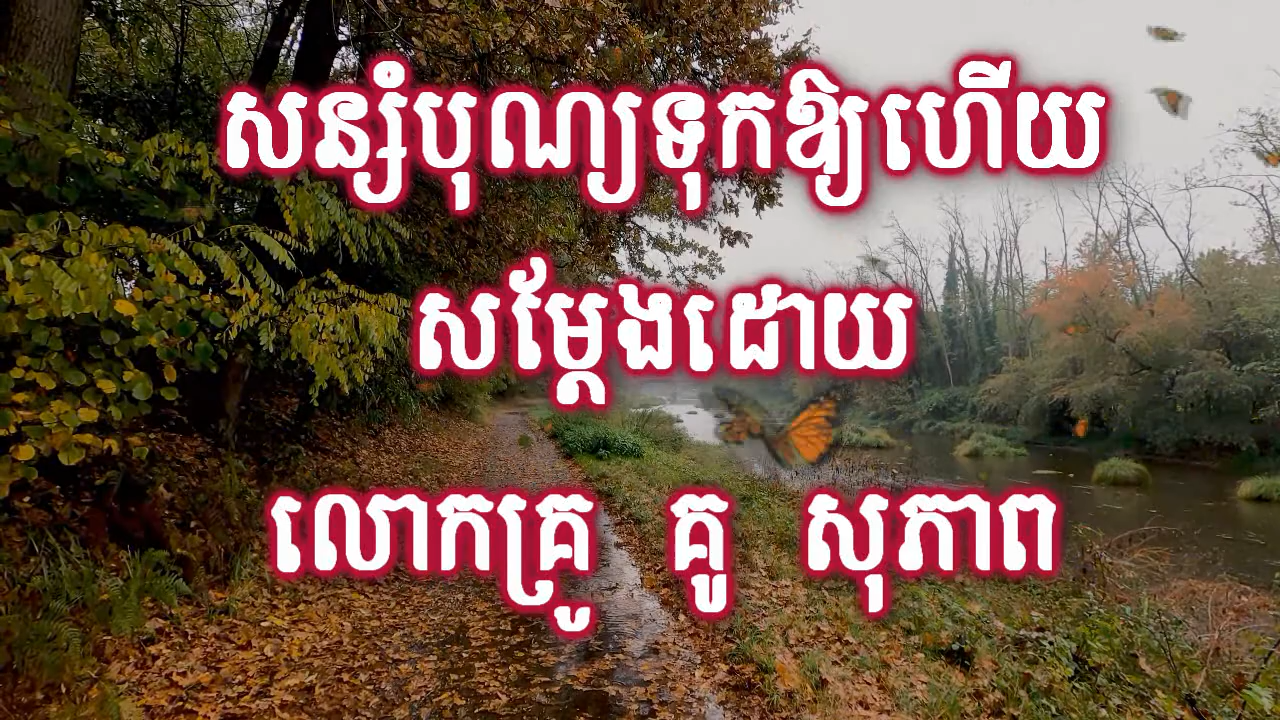 សន្សំបុណ្យទុកឱ្យហើយ
សម្ដែងដោយ
លោកគ្រូ គូ សុភាព